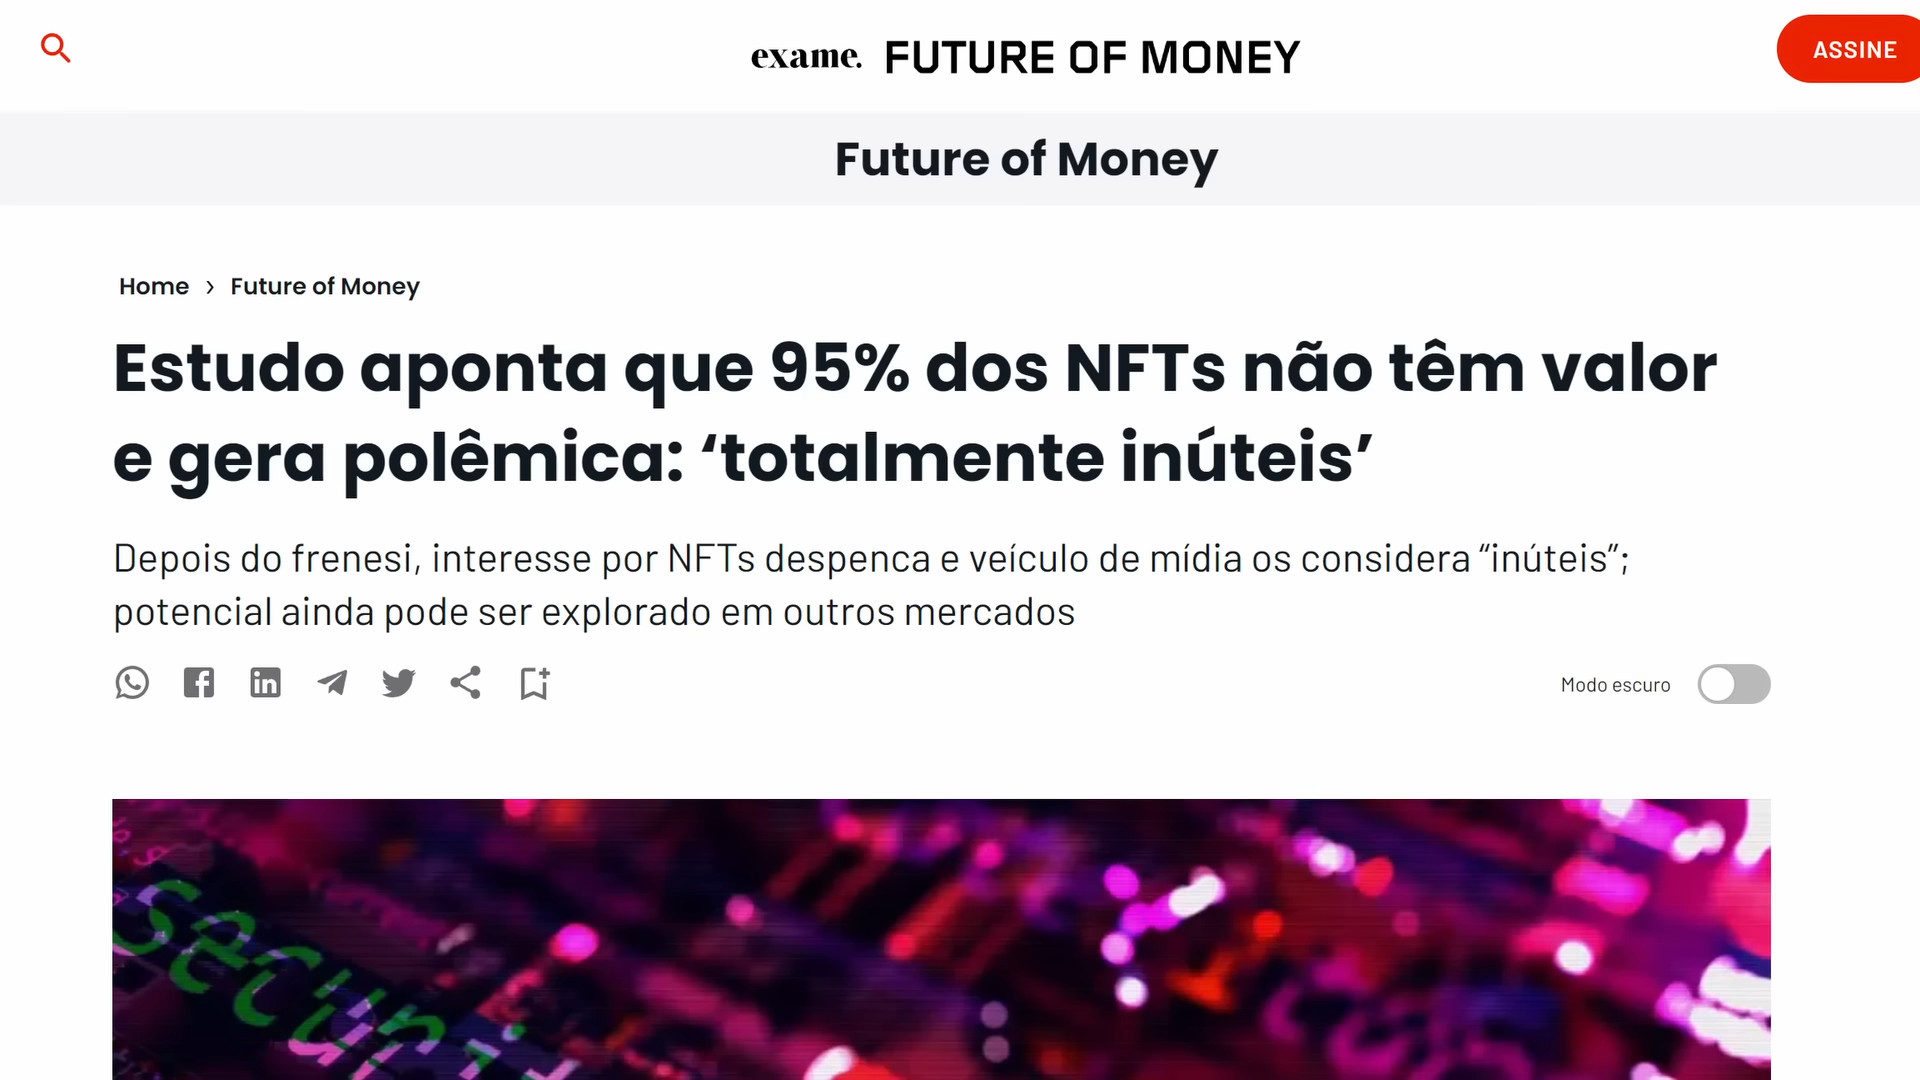 exame. FUTURE OF MONEY
ASSINE
Future of Money
Home › Future of Money
Estudo aponta que 95% dos NFTs não têm valor
e gera polêmica: ‘totalmente inúteis’
Depois do frenesi, interesse por NFTs despenca e veículo de mídia os considera “inúteis”;
potencial ainda pode ser explorado em outros mercados
Modo escuro